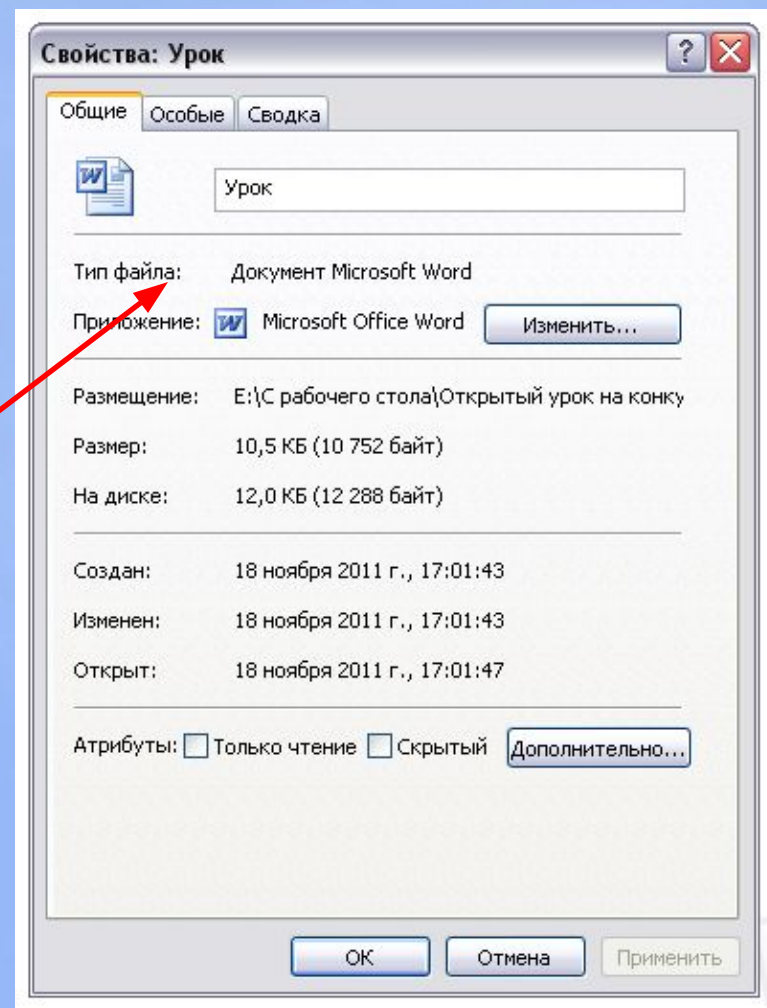 Свойства: Урок
Общие Особые Сводка
Урок
Тип файла: Документ Microsoft Word
Приложение: Microsoft Office Word Изменить...
Размещение: E:\С рабочего стола\Открытый урок на конку
Размер: 10,5 КБ (10 752 байт)
На диске: 12,0 КБ (12 288 байт)
Создан: 18 ноября 2011 г., 17:01:43
Изменен: 18 ноября 2011 г., 17:01:43
Открыт: 18 ноября 2011 г., 17:01:47
Атрибуты: Только чтение Скрытый Дополнительно...
ОК Отмена Применить